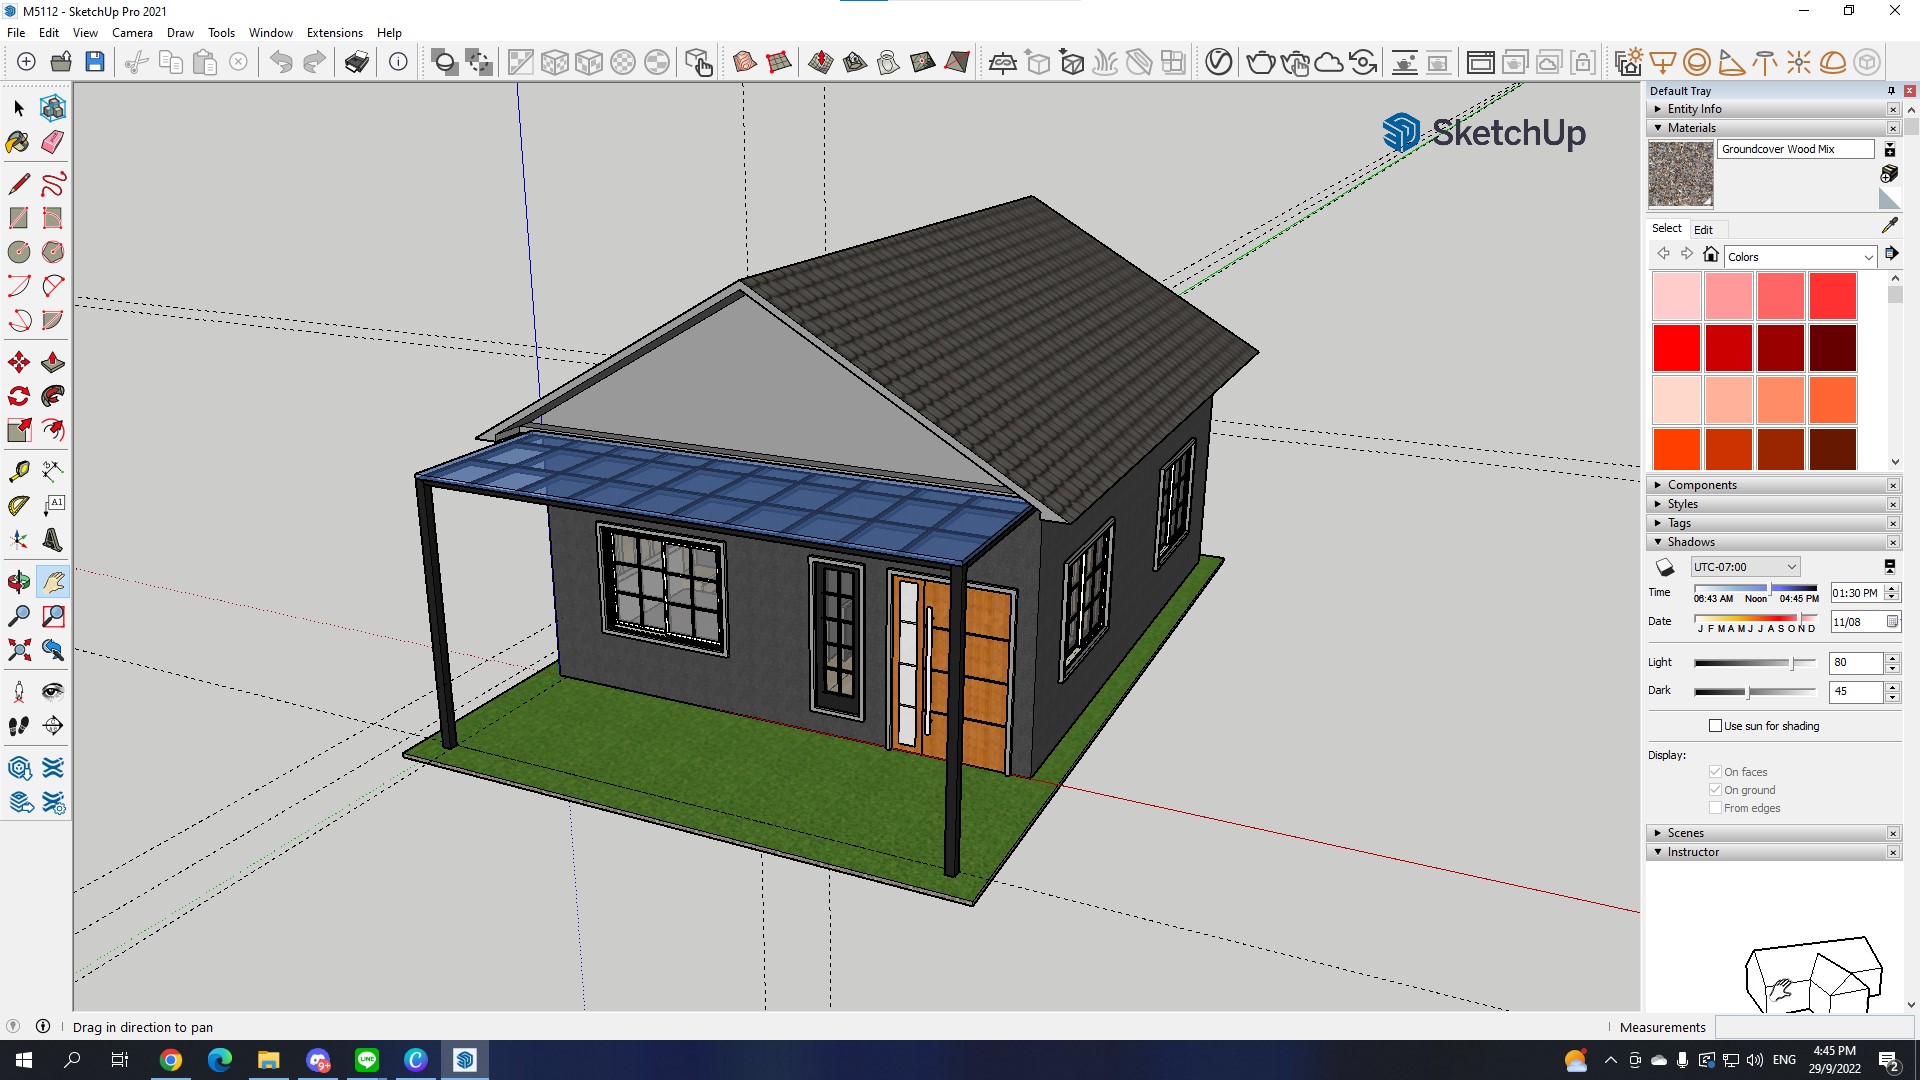 M5112 - SketchUp Pro 2021
File Edit View Camera Draw Tools Window Extensions Help
SketchUp
Default Tray
Entity Info
Materials
Groundcover Wood Mix
Select Edit
Colors
Components
Styles
Tags
Shadows
UTC-07:00
Time 06:43 AM Noon 04:45 PM 01:30 PM
Date J F M A M J J A S O N D 11/08
Light 80
Dark 45
Use sun for shading
Display:
On faces
On ground
From edges
Scenes
Instructor
A1
Drag in direction to pan
Measurements
9+
LINE
C
ENG
4:45 PM
29/9/2022
2